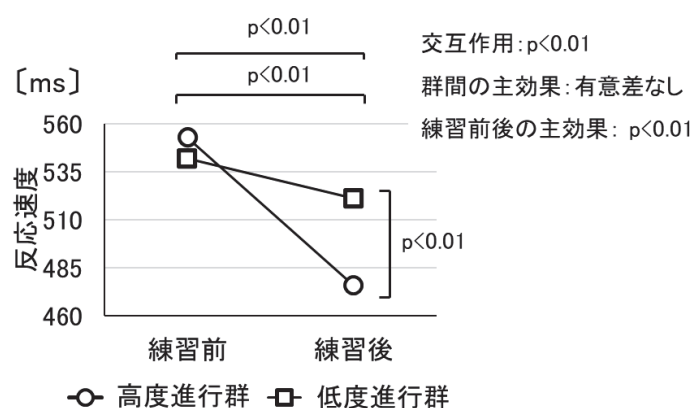 p<0.01
p<0.01
交互作用:p<0.01
群間の主効果:有意差なし
練習前後の主効果: p<0.01
〔ms〕
反応速度
560
535
510
485
460
p<0.01
練習前
練習後
高度進行群
低度進行群